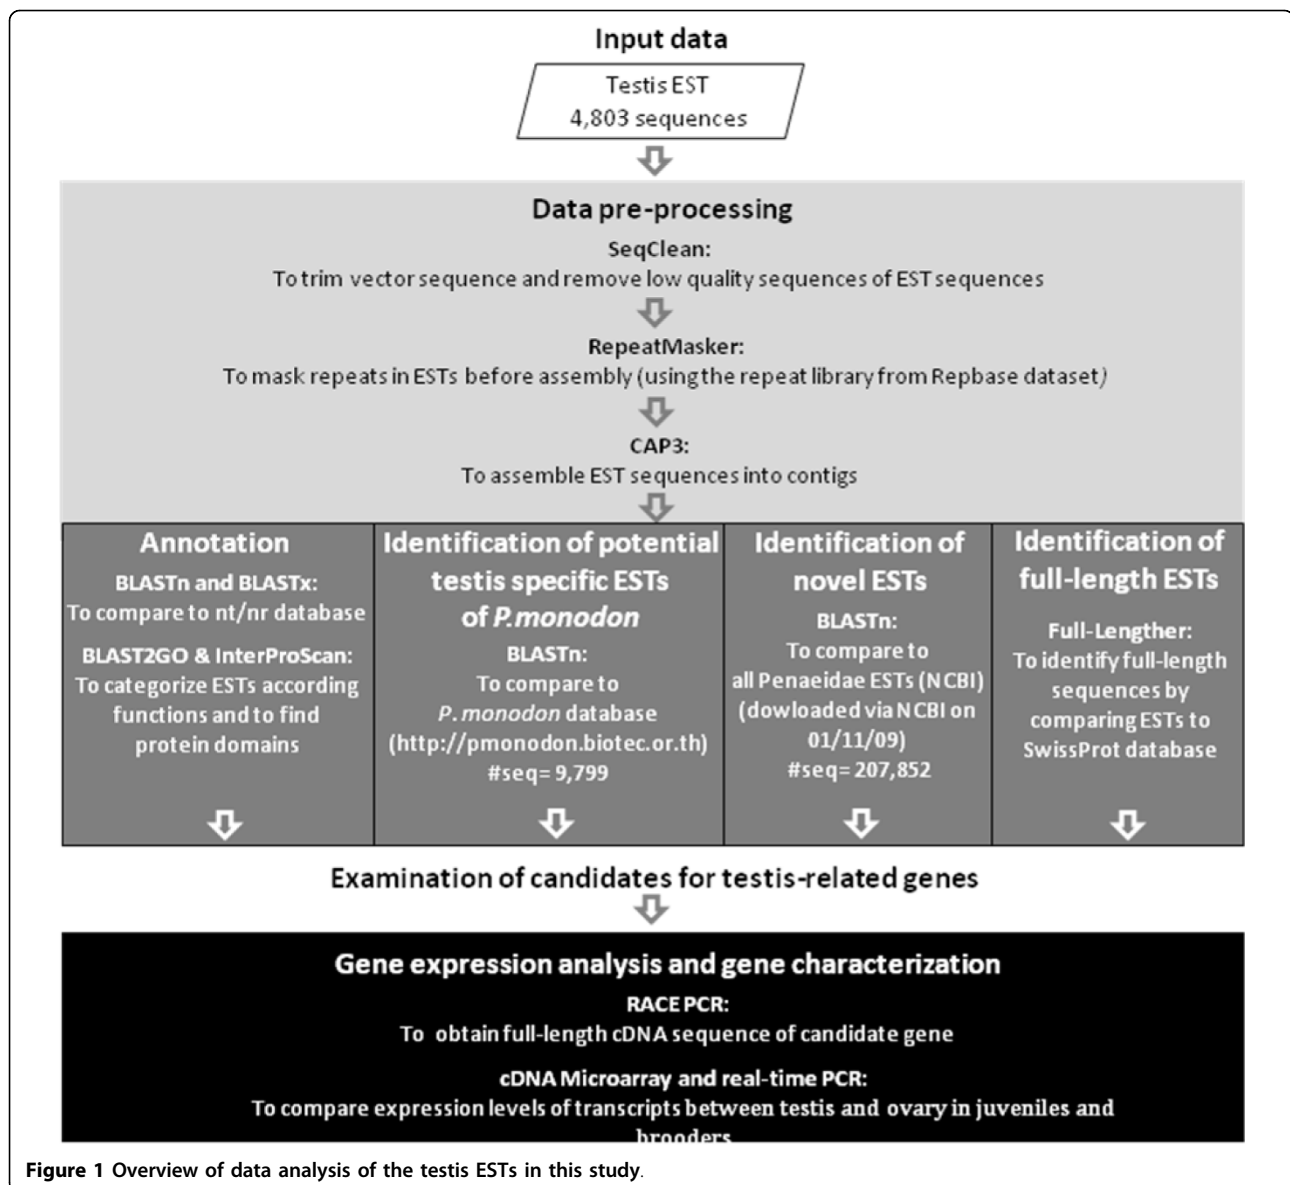 Input data
Testis EST
4,803 sequences
Data pre-processing
SeqClean:
To trim vector sequence and remove low quality sequences of EST sequences
RepeatMasker:
To mask repeats in ESTs before assembly (using the repeat library from Repbase dataset)
CAP3:
To assemble EST sequences into contigs
Annotation
BLASTn and BLASTx:
To compare to nt/nr database
BLAST2GO & InterProScan:
To categorize ESTs according
functions and to find
protein domains
Identification of potential
testis specific ESTs
of P.monodon
BLASTn:
To compare to
P. monodon database
(http://pmonodon.biotec.or.th)
#seq= 9,799
Identification of
novel ESTs
BLASTn:
To compare to
all Penaeidae ESTs (NCBI)
(dowloaded via NCBI on
01/11/09)
#seq= 207,852
Identification of
full-length ESTs
Full-Lengther:
To identify full-length
sequences by
comparing ESTs to
SwissProt database
Examination of candidates for testis-related genes
Gene expression analysis and gene characterization
RACE PCR:
To obtain full-length cDNA sequence of candidate gene
cDNA Microarray and real-time PCR:
To compare expression levels of transcripts between testis and ovary in juveniles and
brooders
Figure 1 Overview of data analysis of the testis ESTs in this study.